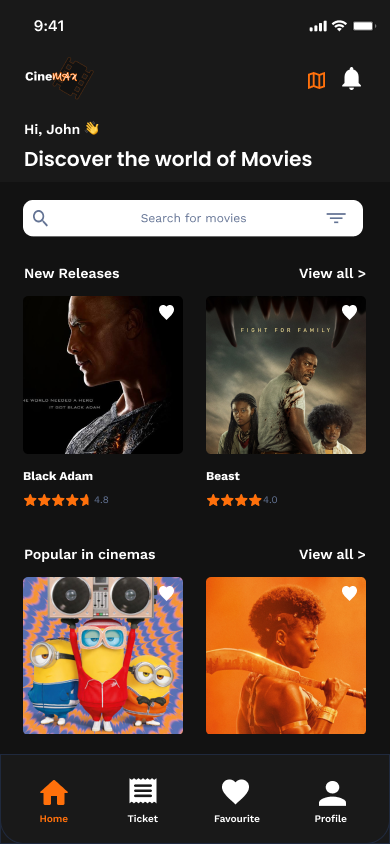 9:41
CineMax
Hi, John 👋
Discover the world of Movies
Search for movies
New Releases
View all >
FIGHT FOR FAMILY
HE WORLD NEEDED A HERO
IT GOT BLACK ADAM
Black Adam
Beast
4.8
4.0
Popular in cinemas
View all >
Home
Ticket
Favourite
Profile